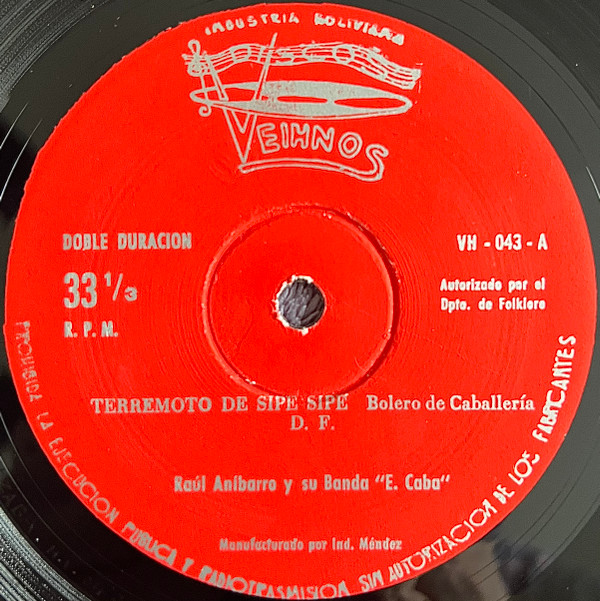 INDUSTRIA BOLIVIANA
VEIHNOS
DOBLE DURACION
33 1/3
R. P. M.
VH - 043 - A
Autorizado por el
Dpto. de Folklore
TERREMOTO DE SIPE SIPE Bolero de Caballería
D. F.
Raúl Aníbarro y su Banda "E. Caba"
Manufacturado por Ind. Méndez
PROHIBIDA LA EJECUCION PUBLICA Y RADIOTRASMISION SIN AUTORIZACION DE LOS FABRICANTES